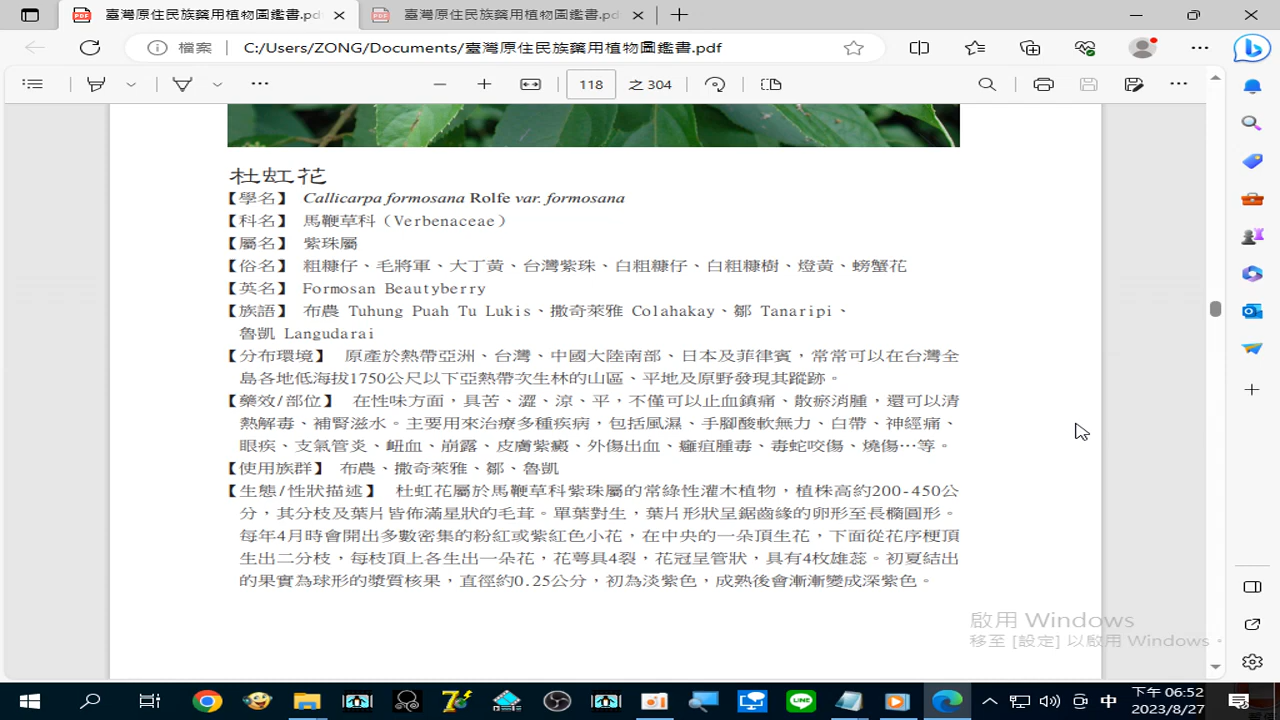 臺灣原住民族藥用植物圖鑑書.pdf
臺灣原住民族藥用植物圖鑑書.pdf
檔案 C:/Users/ZONG/Documents/臺灣原住民族藥用植物圖鑑書.pdf
118 之 304
杜虹花
【學名】 Callicarpa formosana Rolfe var. formosana
【科名】 馬鞭草科（Verbenaceae）
【屬名】 紫珠屬
【俗名】 粗糠仔、毛將軍、大丁黃、台灣紫珠、白粗糠仔、白粗糠樹、燈黃、螃蟹花
【英名】 Formosan Beautyberry
【族語】 布農 Tuhung Puah Tu Lukis、撒奇萊雅 Colahakay、鄒 Tanaripi、
魯凱 Langudarai
【分布環境】 原產於熱帶亞洲、台灣、中國大陸南部、日本及菲律賓，常常可以在台灣全
島各地低海拔1750公尺以下亞熱帶次生林的山區、平地及原野發現其蹤跡。
【藥效/部位】 在性味方面，具苦、澀、涼、平，不僅可以止血鎮痛、散瘀消腫，還可以清
熱解毒、補腎滋水。主要用來治療多種疾病，包括風濕、手腳酸軟無力、白帶、神經痛、
眼疾、支氣管炎、衄血、崩露、皮膚紫癜、外傷出血、癰疽腫毒、毒蛇咬傷、燒傷…等。
【使用族群】 布農、撒奇萊雅、鄒、魯凱
【生態/性狀描述】 杜虹花屬於馬鞭草科紫珠屬的常綠性灌木植物，植株高約200-450公
分，其分枝及葉片皆佈滿星狀的毛茸。單葉對生，葉片形狀呈鋸齒緣的卵形至長橢圓形。
每年4月時會開出多數密集的粉紅或紫紅色小花，在中央的一朵頂生花，下面從花序梗頂
生出二分枝，每枝頂上各生出一朵花，花萼具4裂，花冠呈管狀，具有4枚雄蕊。初夏結出
的果實為球形的漿質核果，直徑約0.25公分，初為淡紫色，成熟後會漸漸變成深紫色。
啟用 Windows
移至 [設定] 以啟用 Windows。
中
下午 06:52
2023/8/27